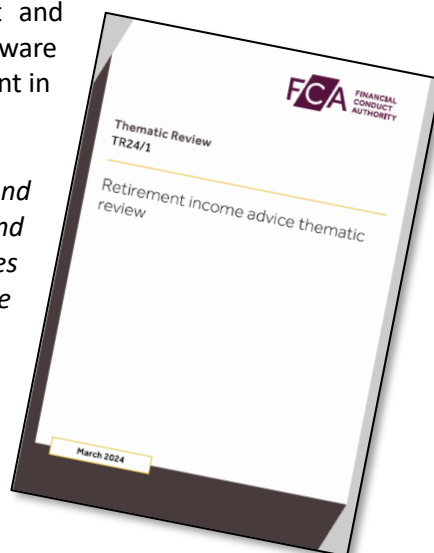 t and
ware
nt in
nd
nd
es
e
FCA
FINANCIAL
CONDUCT
AUTHORITY
Thematic Review
TR24/1
Retirement income advice thematic
review
March 2024